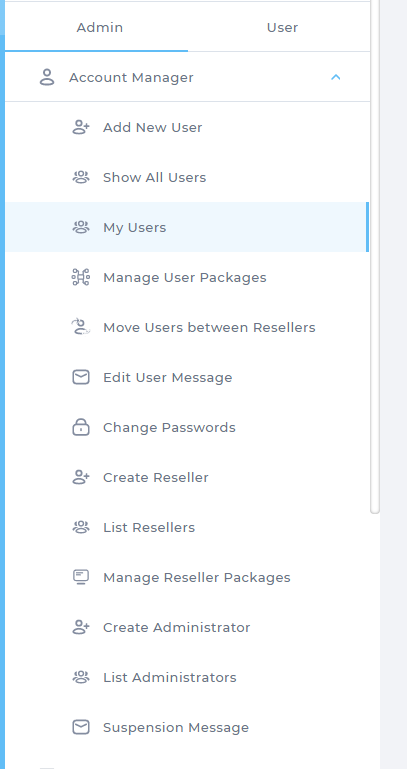 Admin
User
Account Manager
Add New User
Show All Users
My Users
Manage User Packages
Move Users between Resellers
Edit User Message
Change Passwords
Create Reseller
List Resellers
Manage Reseller Packages
Create Administrator
List Administrators
Suspension Message